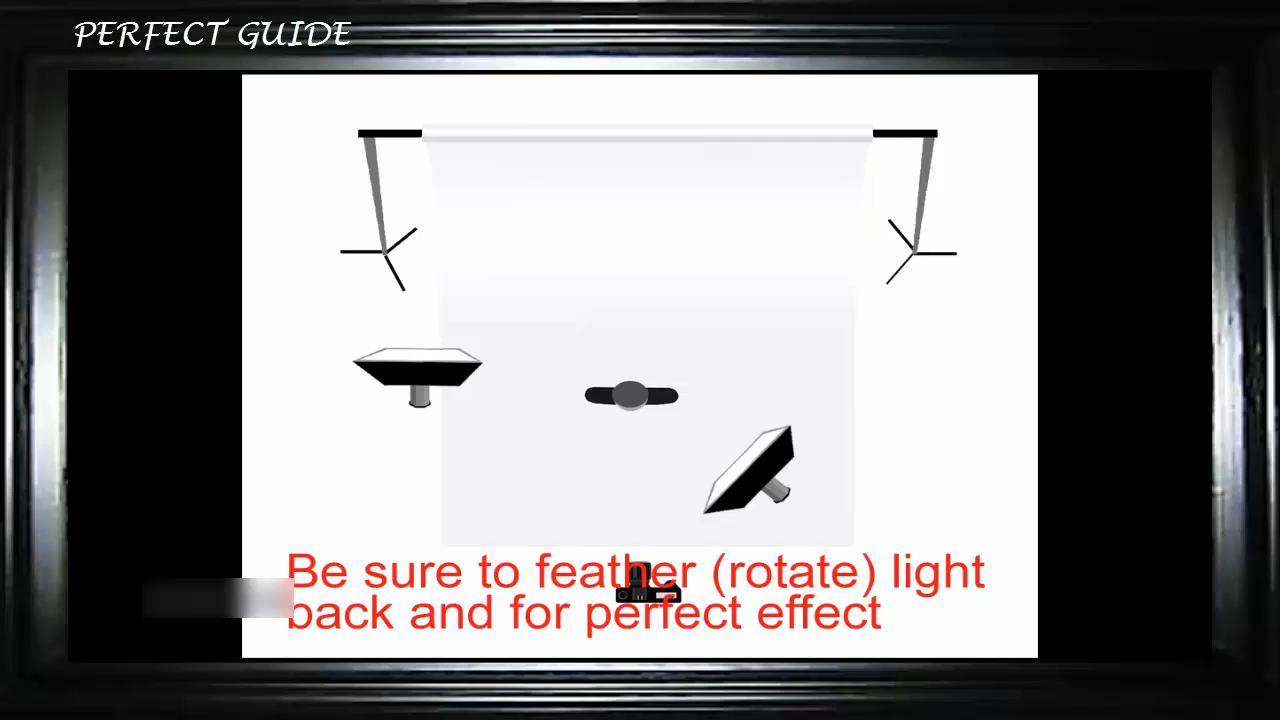 PERFECT GUIDE
Be sure to feather (rotate) light
back and for perfect effect